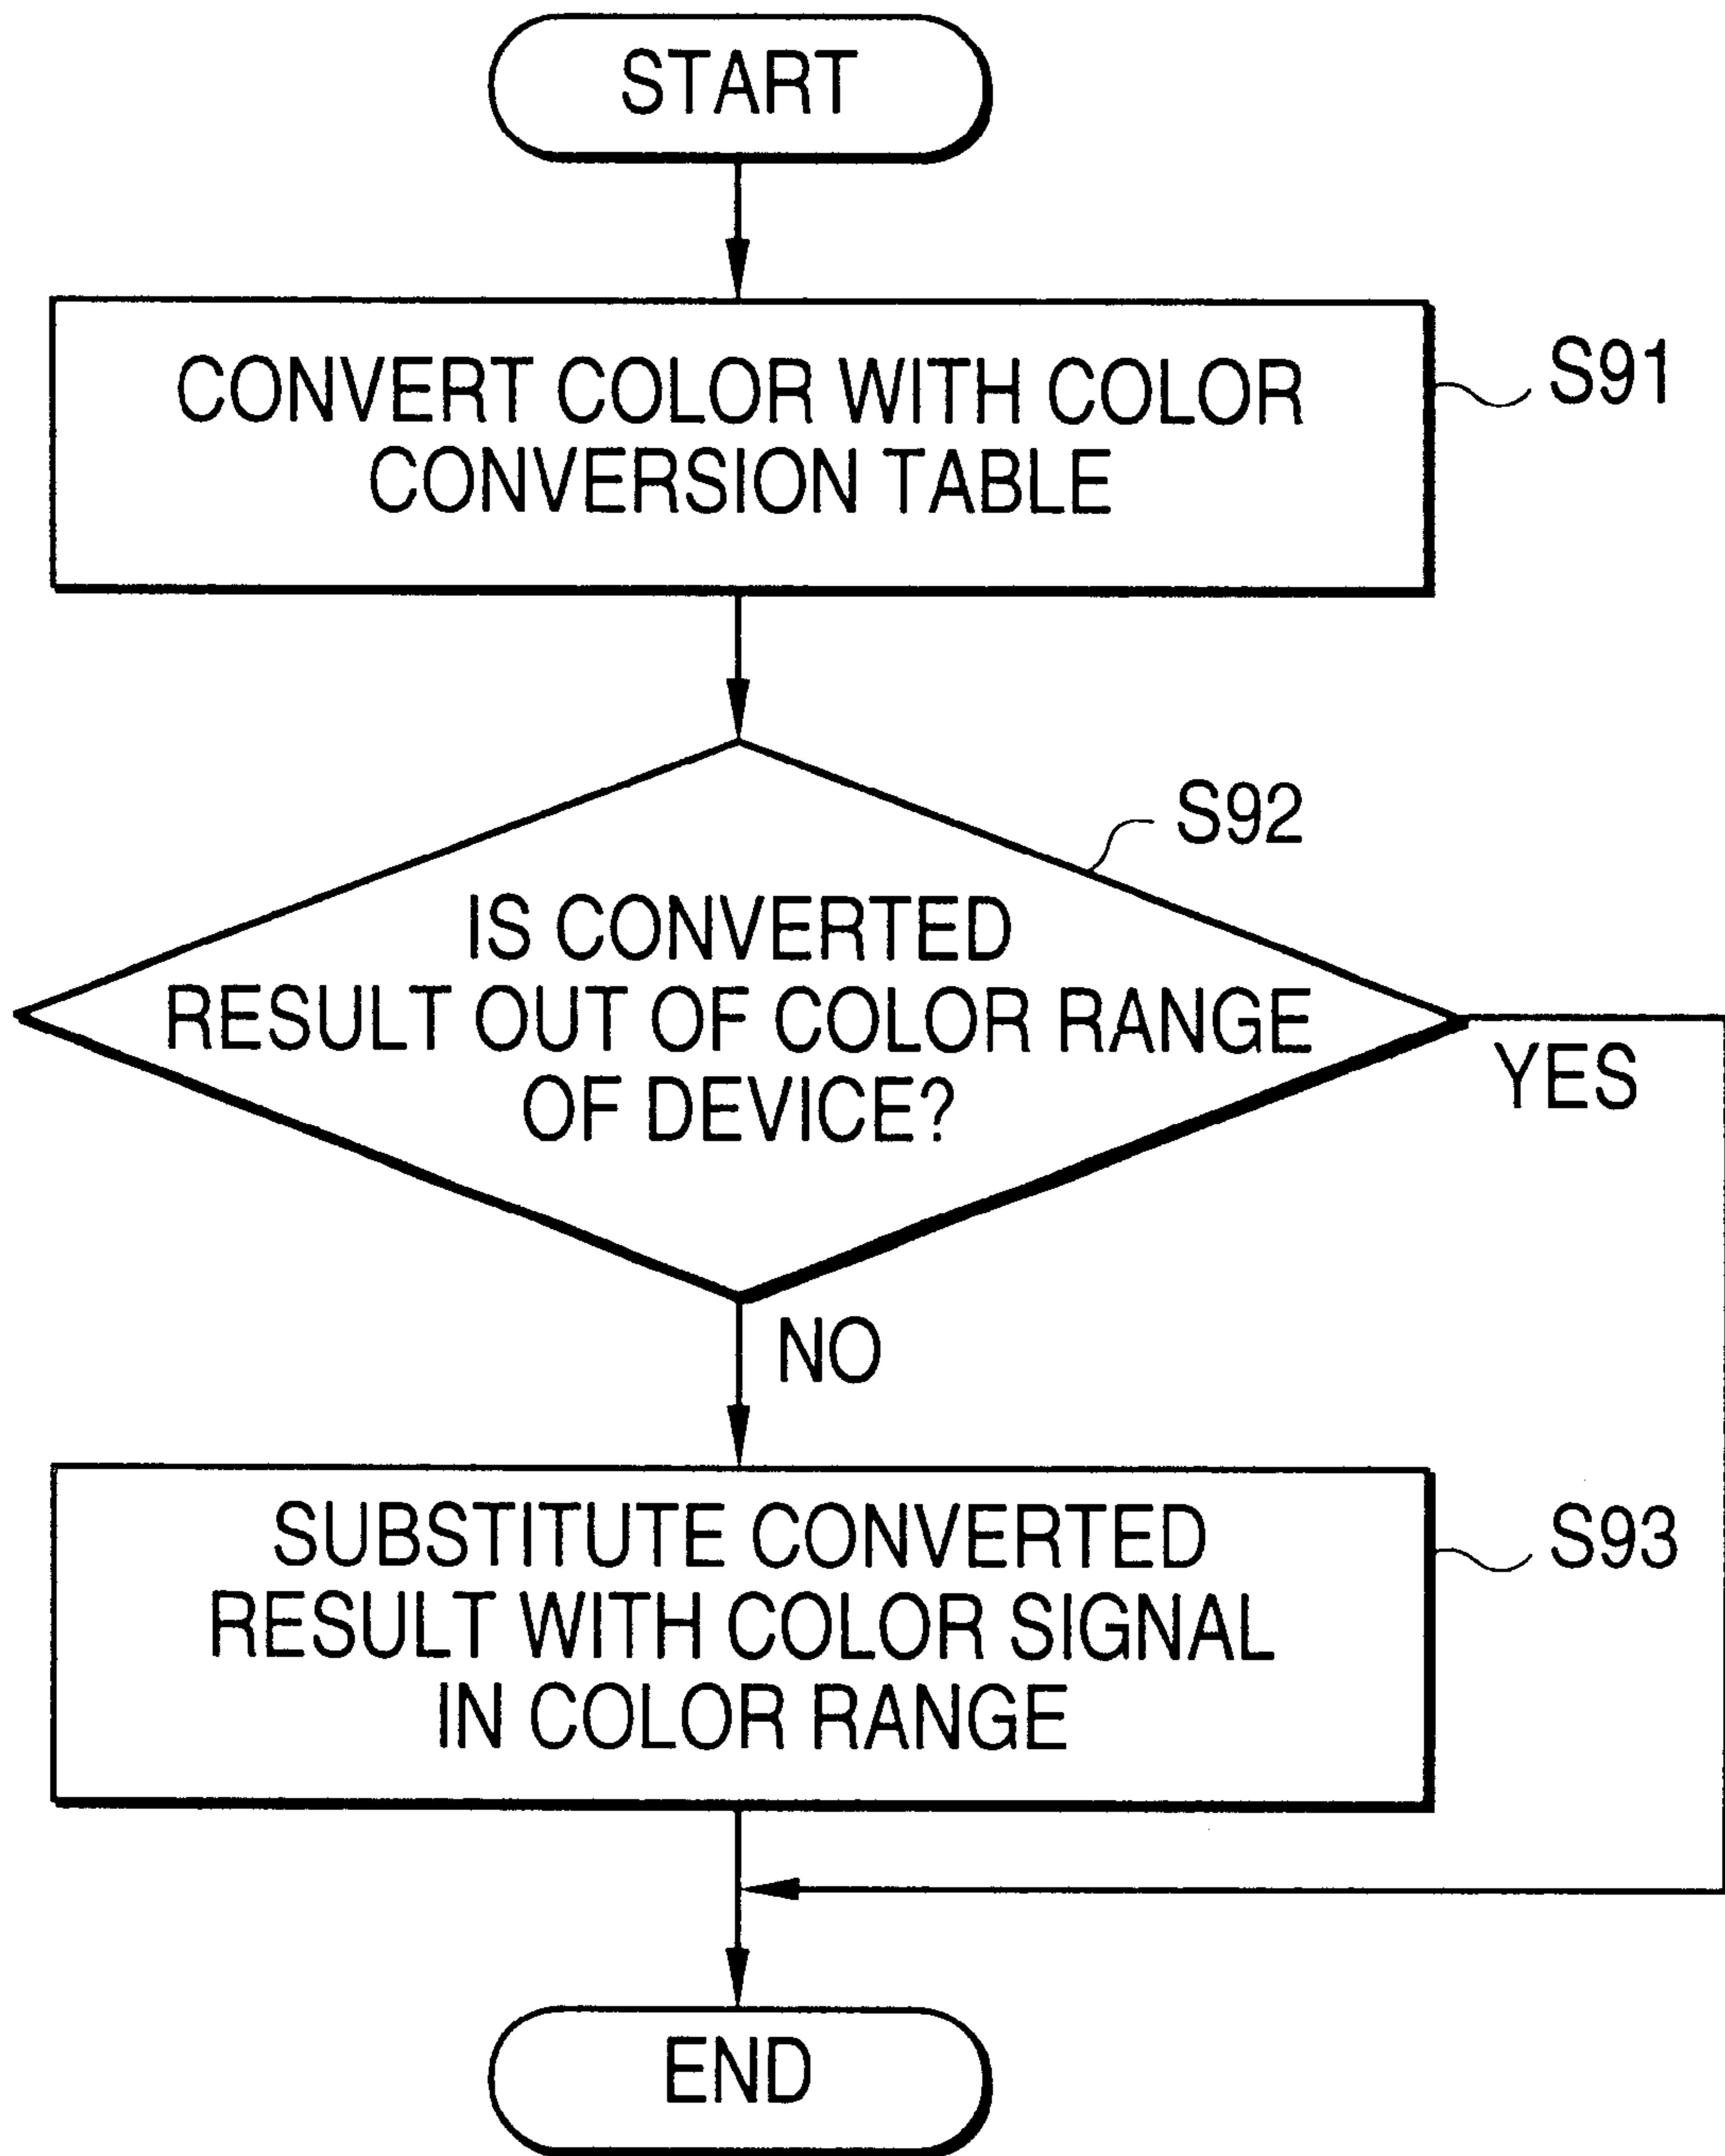 START
CONVERT COLOR WITH COLOR
CONVERSION TABLE
S91
S92
IS CONVERTED
RESULT OUT OF COLOR RANGE
OF DEVICE?
YES
NO
SUBSTITUTE CONVERTED
RESULT WITH COLOR SIGNAL
IN COLOR RANGE
S93
END